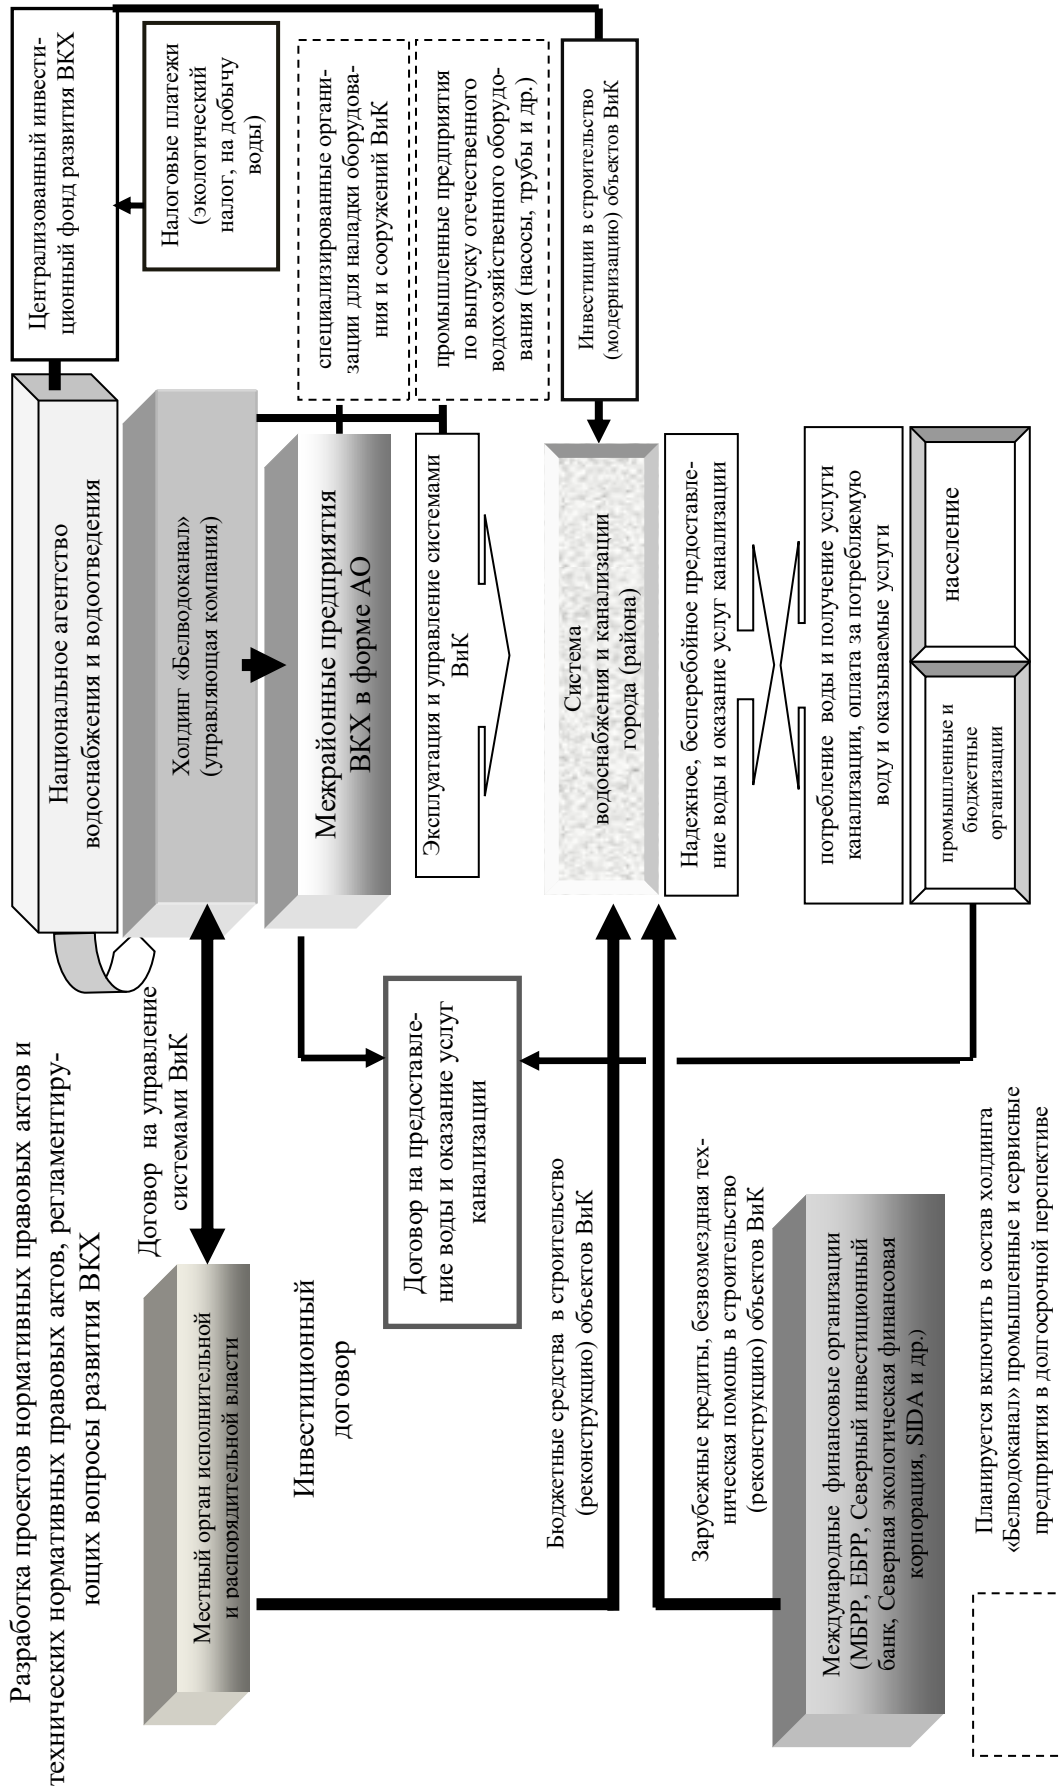 Разработка проектов нормативных правовых актов и
технических нормативных правовых актов, регламентиру-
ющих вопросы развития ВКХ
Национальное агентство
водоснабжения и водоотведения
Централизованный инвести-
ционный фонд развития ВКХ
Налоговые платежи
(экологический
налог, на добычу
воды)
Договор на управление
системами ВиК
Холдинг «Белводоканал»
(управляющая компания)
Местный орган исполнительной
и распорядительной власти
Инвестиционный
договор
Межрайонные предприятия
ВКХ в форме АО
специализированные органи-
зации для наладки оборудова-
ния и сооружений ВиК
промышленные предприятия
по выпуску отечественного
водохозяйственного оборудо-
вания (насосы, трубы и др.)
Договор на предоставле-
ние воды и оказание услуг
канализации
Эксплуатация и управление системами
ВиК
Бюджетные средства в строительство
(реконструкцию) объектов ВиК
Система
водоснабжения и канализации
города (района)
Инвестиции в строительство
(модернизацию) объектов ВиК
Зарубежные кредиты, безвозмездная тех-
ническая помощь в строительство
(реконструкцию) объектов ВиК
Надежное, бесперебойное предоставле-
ние воды и оказание услуг канализации
Международные финансовые организации
(МБРР, ЕБРР, Северный инвестиционный
банк, Северная экологическая финансовая
корпорация, SIDA и др.)
потребление воды и получение услуги
канализации, оплата за потребляемую
воду и оказываемые услуги
промышленные и
бюджетные
организации
население
Планируется включить в состав холдинга
«Белводоканал» промышленные и сервисные
предприятия в долгосрочной перспективе